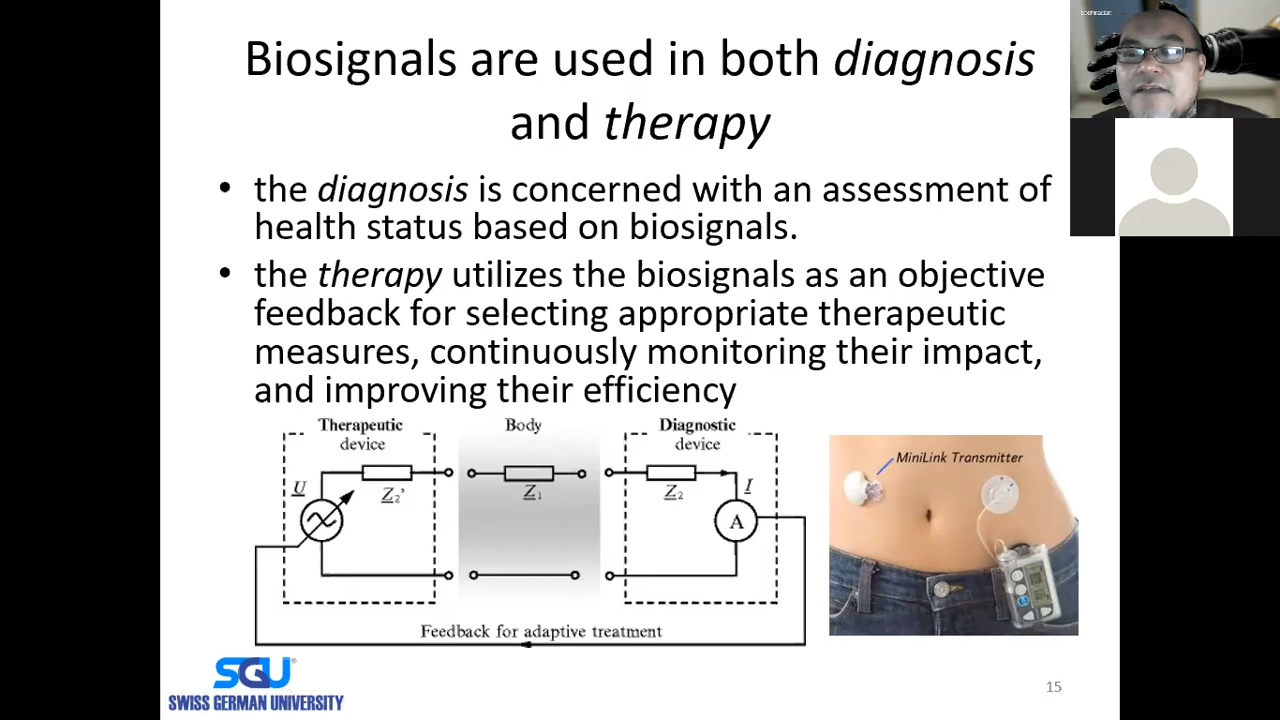 Biosignals are used in both diagnosis
and therapy
• the diagnosis is concerned with an assessment of
health status based on biosignals.
• the therapy utilizes the biosignals as an objective
feedback for selecting appropriate therapeutic
measures, continuously monitoring their impact,
and improving their efficiency
Therapeutic
device
Body
Diagnostic
device
U
Z₂'
Z₁
Z₂
I
A
Feedback for adaptive treatment
MiniLink Transmitter
SGU®
SWISS GERMAN UNIVERSITY
15
techradar